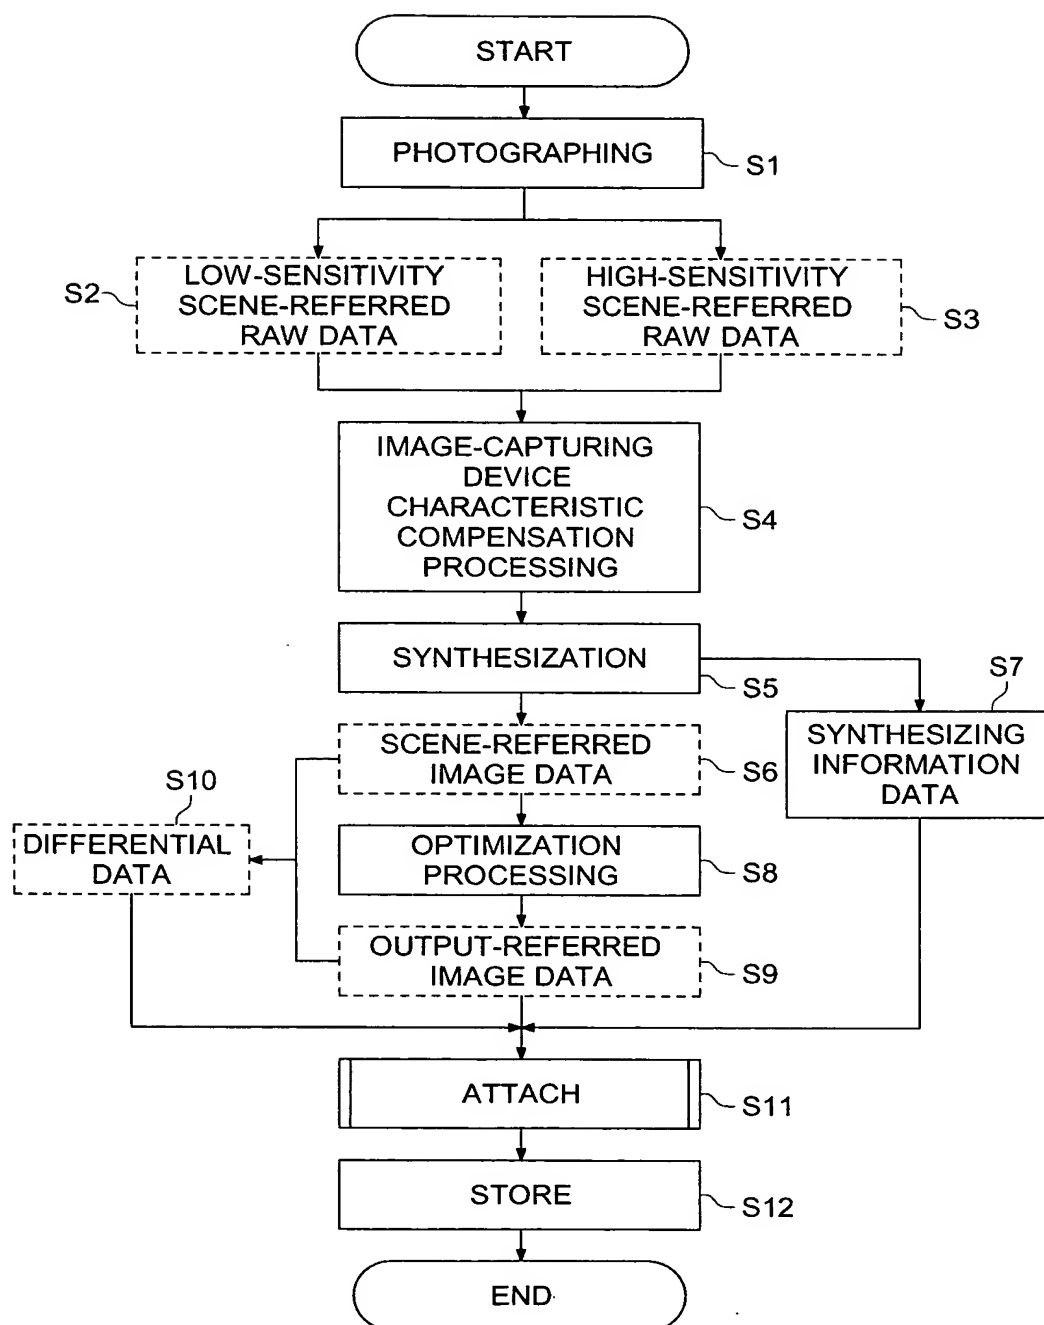 START
PHOTOGRAPHING
S1
LOW-SENSITIVITY
SCENE-REFERRED
RAW DATA
S2
HIGH-SENSITIVITY
SCENE-REFERRED
RAW DATA
S3
IMAGE-CAPTURING
DEVICE
CHARACTERISTIC
COMPENSATION
PROCESSING
S4
SYNTHESIZATION
S5
S7
SYNTHESIZING
INFORMATION
DATA
SCENE-REFERRED
IMAGE DATA
S6
S10
DIFFERENTIAL
DATA
OPTIMIZATION
PROCESSING
S8
OUTPUT-REFERRED
IMAGE DATA
S9
ATTACH
S11
STORE
S12
END